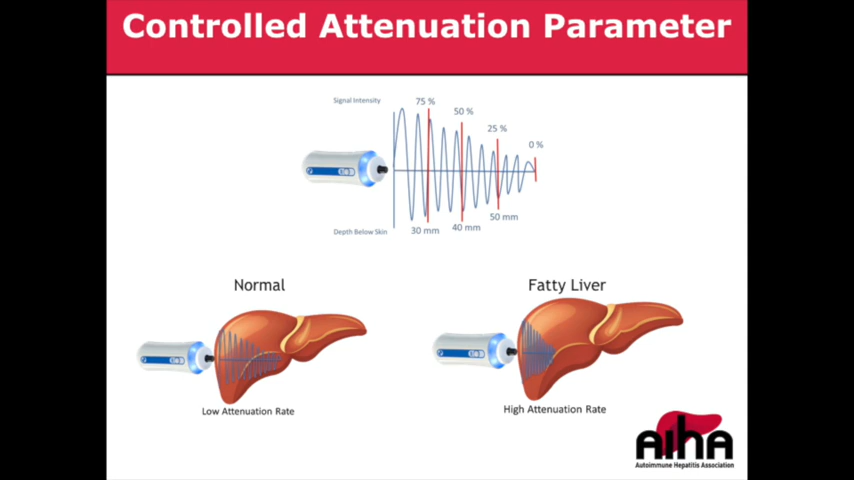 Controlled Attenuation Parameter
Signal Intensity
75 %
50 %
25 %
0 %
Depth Below Skin
30 mm
40 mm
50 mm
Normal
Fatty Liver
Low Attenuation Rate
High Attenuation Rate
AIHA
Autoimmune Hepatitis Association